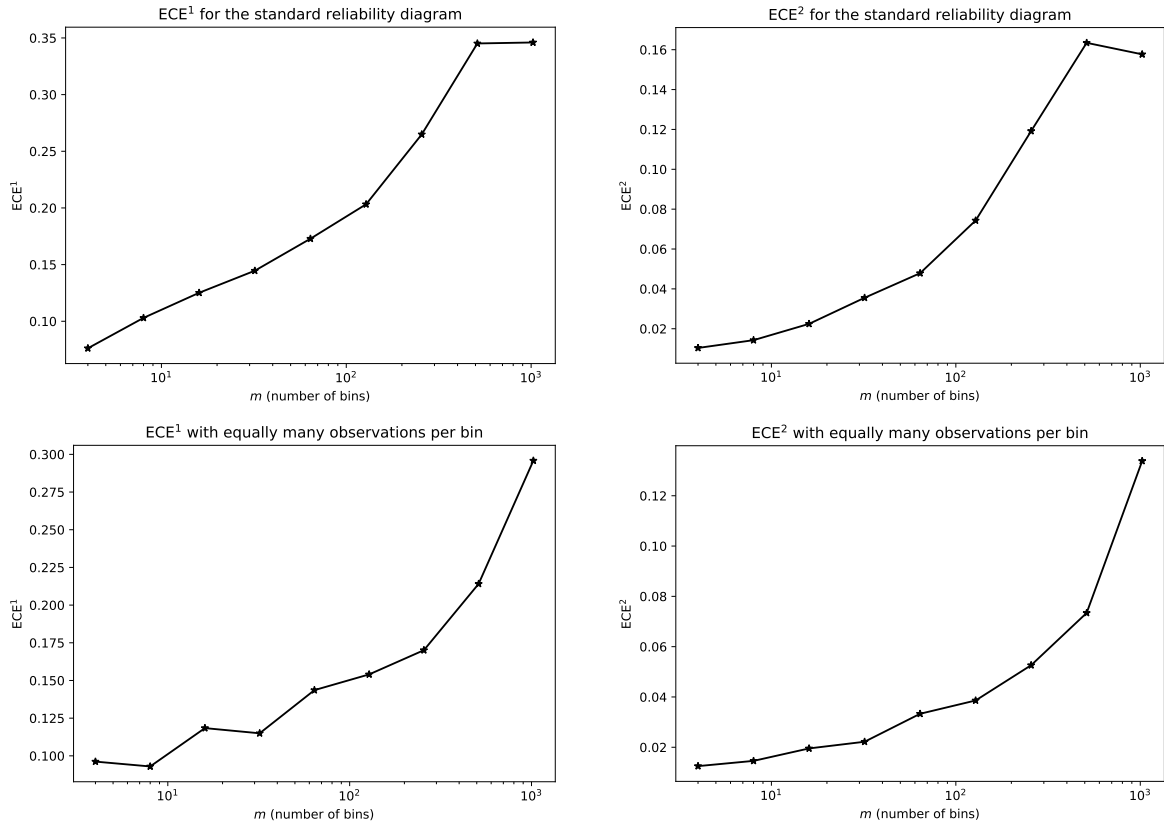 ECE¹ for the standard reliability diagram
0.35
0.30
0.25
0.20
0.15
0.10
ECE¹
10¹ 10² 10³
m (number of bins)
ECE² for the standard reliability diagram
0.16
0.14
0.12
0.10
0.08
0.06
0.04
0.02
ECE²
10¹ 10² 10³
m (number of bins)
ECE¹ with equally many observations per bin
0.300
0.275
0.250
0.225
0.200
0.175
0.150
0.125
0.100
ECE¹
10¹ 10² 10³
m (number of bins)
ECE² with equally many observations per bin
0.12
0.10
0.08
0.06
0.04
0.02
ECE²
10¹ 10² 10³
m (number of bins)